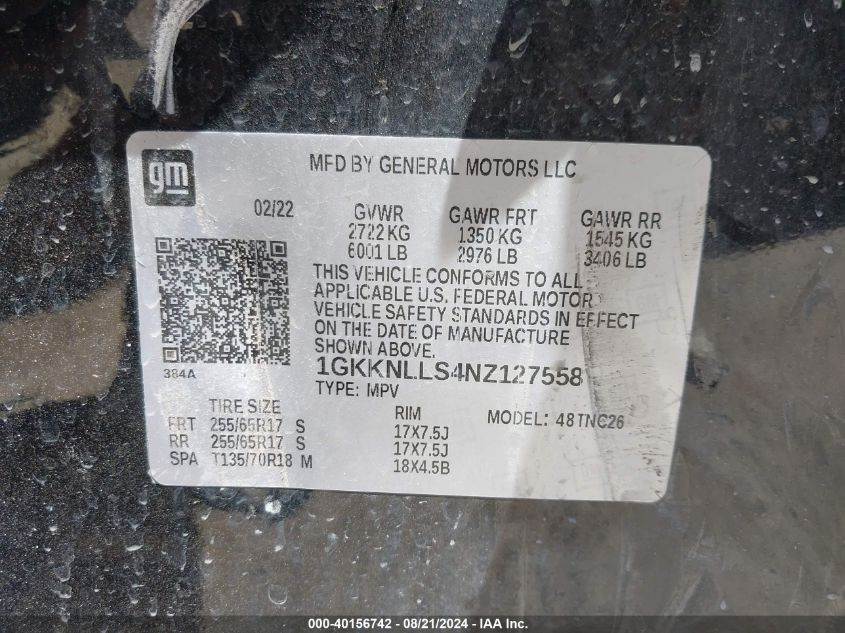 gm
MFD BY GENERAL MOTORS LLC
02/22 GVWR GAWR FRT GAWR RR
2722 KG 1350 KG 1545 KG
6001 LB 2976 LB 3406 LB
THIS VEHICLE CONFORMS TO ALL
APPLICABLE U.S. FEDERAL MOTOR
VEHICLE SAFETY STANDARDS IN EFFECT
ON THE DATE OF MANUFACTURE
SHOWN ABOVE.
384A
1GKKNLLS4NZ127558
TYPE: MPV
TIRE SIZE RIM MODEL: 48TNC26
FRT 255/65R17 S 17X7.5J
RR 255/65R17 S 17X7.5J
SPA T135/70R18 M 18X4.5B
000-40156742 - 08/21/2024 - IAA, Inc.